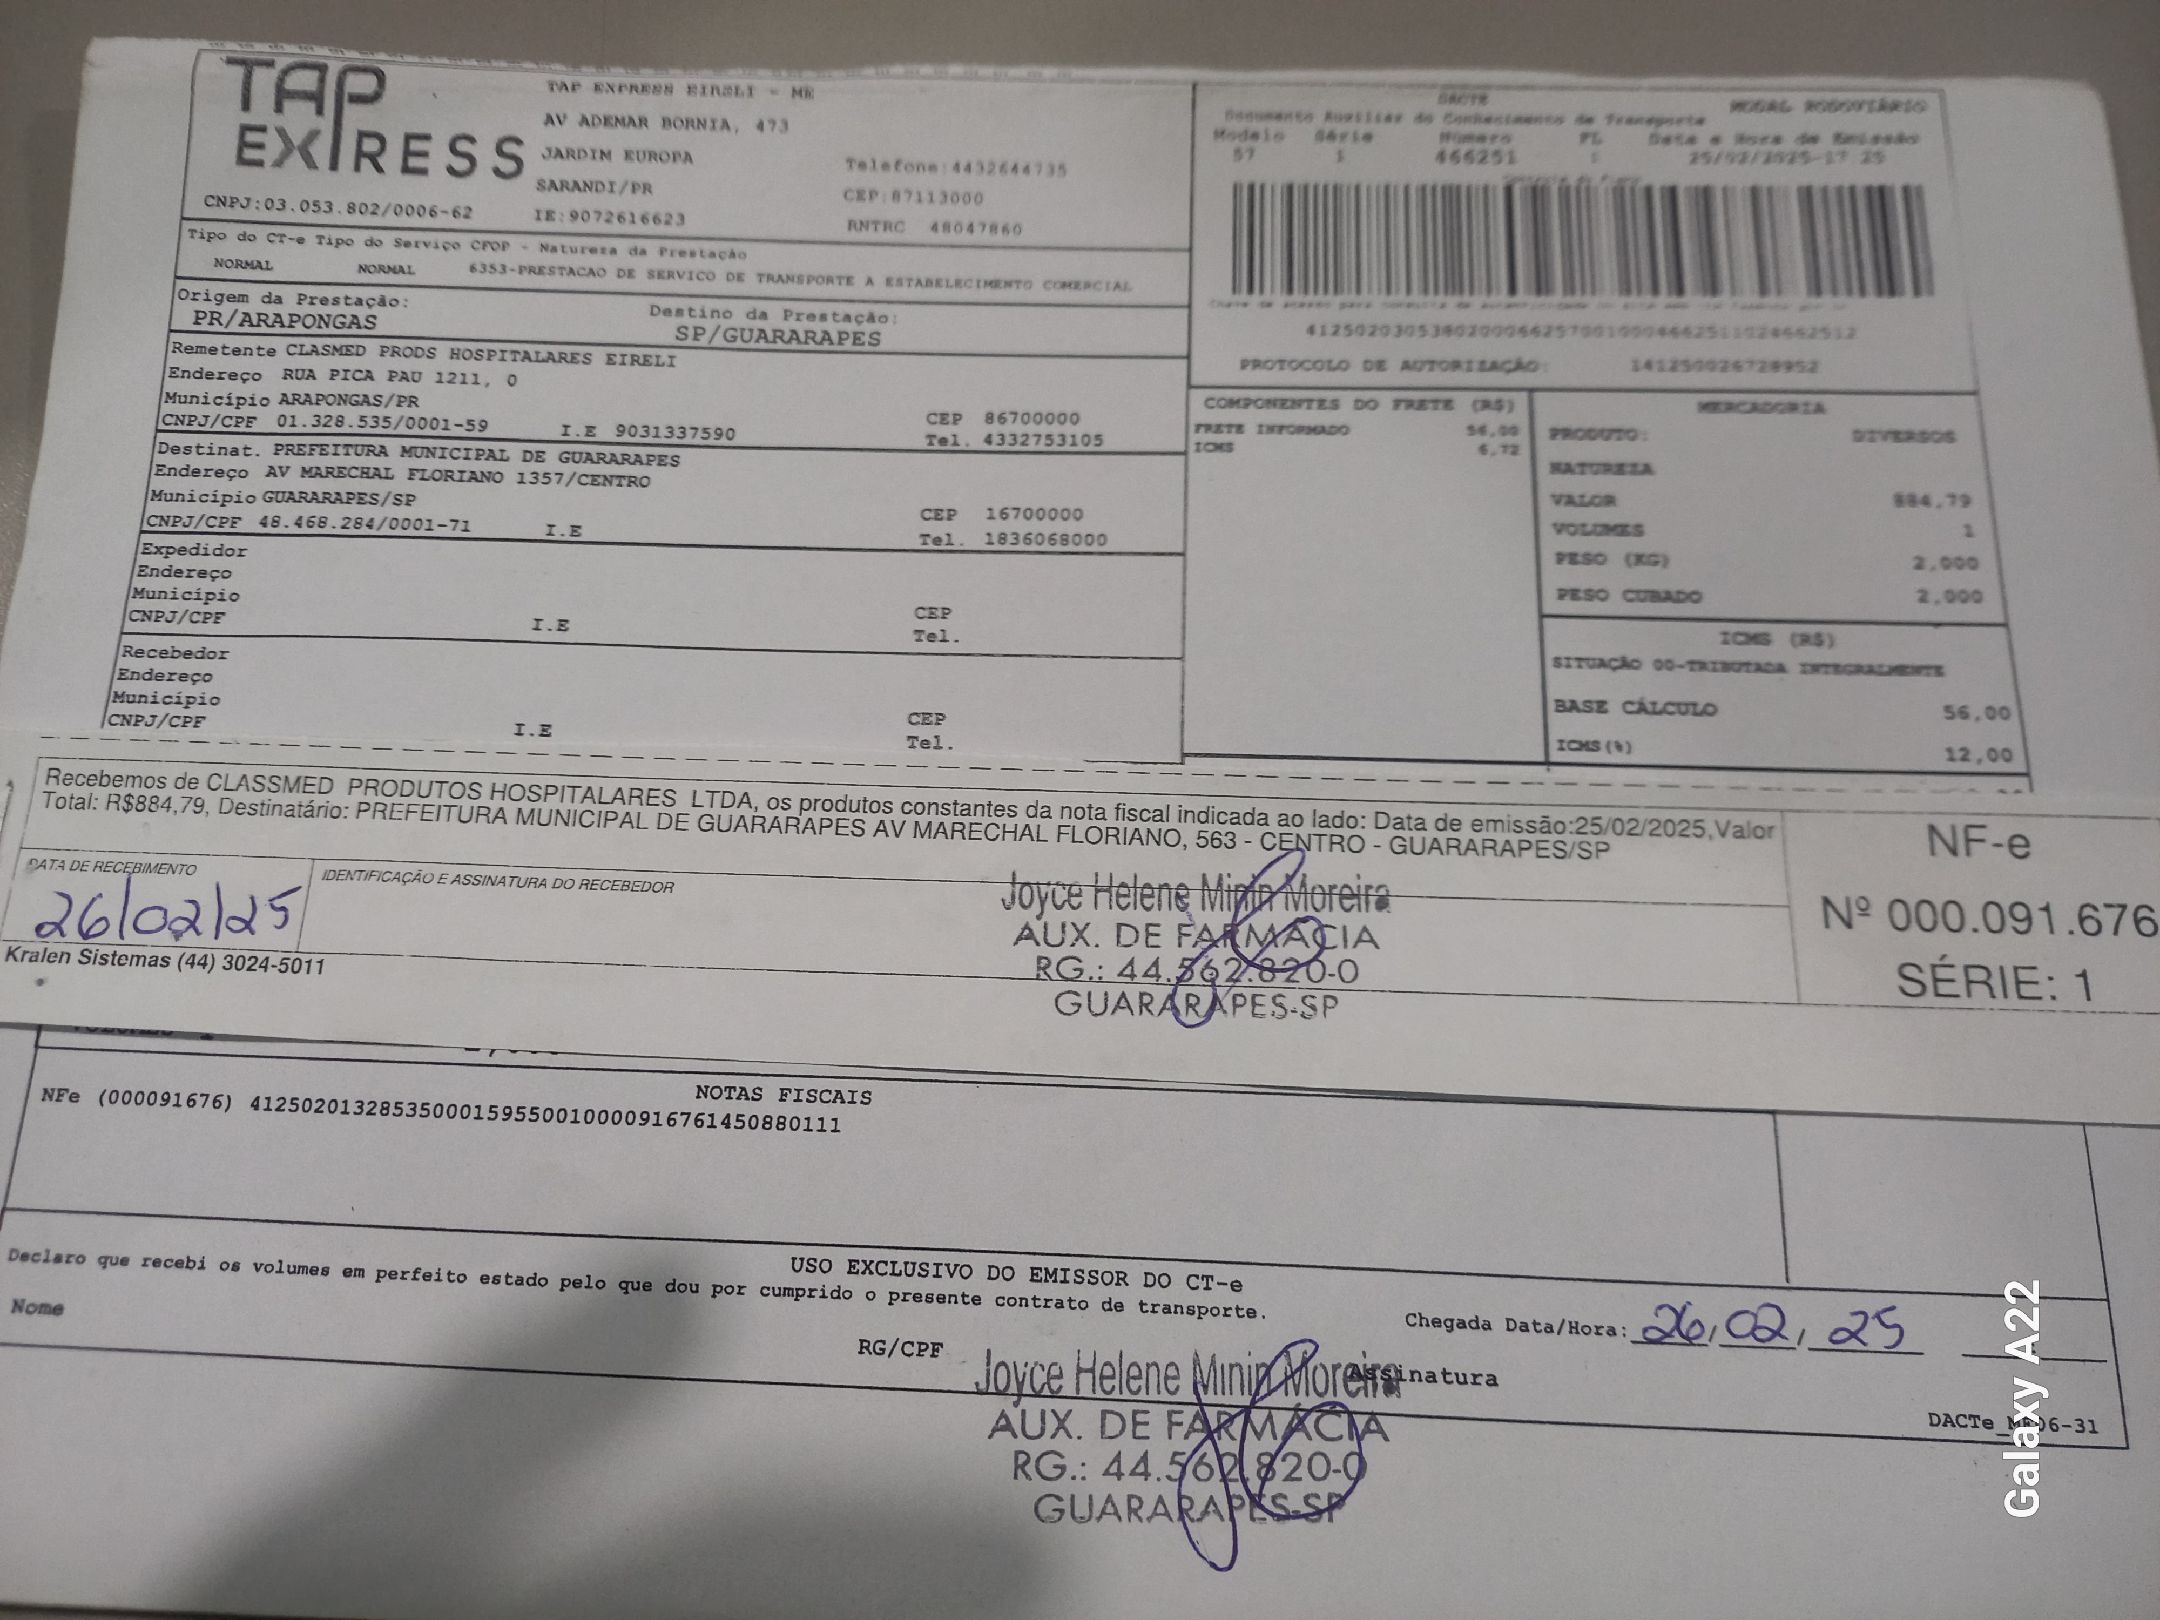 TAP
EXPRESS
CNPJ:03.053.802/0006-62
TAP EXPRESS EIRELI - ME
AV ADEMAR BORNIA, 473
JARDIM EUROPA
SARANDI/PR
IE:9072616623
Telefone:4432644735
CEP:87113000
RNTRC 48047860
DACTE
MODAL RODOVIÁRIO
Documento Auxiliar do Conhecimento de Transporte
Modelo Série Número FL Data e Hora de Emissão
57 1 466251 1 25/02/2025-17:25
Tipo do CT-e Tipo do Serviço CFOP - Natureza da Prestação
NORMAL NORMAL 6353-PRESTACAO DE SERVICO DE TRANSPORTE A ESTABELECIMENTO COMERCIAL
Origem da Prestação: Destino da Prestação:
PR/ARAPONGAS SP/GUARARAPES
PROTOCOLO DE AUTORIZAÇÃO: 141250026728952
Remetente CLASMED PRODS HOSPITALARES EIRELI
Endereço RUA PICA PAU 1211, 0
Município ARAPONGAS/PR CEP 86700000
CNPJ/CPF 01.328.535/0001-59 I.E 9031337590 Tel. 4332753105
Destinat. PREFEITURA MUNICIPAL DE GUARARAPES
Endereço AV MARECHAL FLORIANO 1357/CENTRO
Município GUARARAPES/SP CEP 16700000
CNPJ/CPF 48.468.284/0001-71 I.E Tel. 1836068000
Expedidor
Endereço
Município CEP
CNPJ/CPF I.E Tel.
Recebedor
Endereço
Município CEP
CNPJ/CPF I.E Tel.
COMPONENTES DO FRETE (R$)
FRETE INFORMADO 56,00
ICMS 6,72
MERCADORIA
PRODUTO: DIVERSOS
NATUREZA
VALOR 884,79
VOLUMES 1
PESO (KG) 2,000
PESO CUBADO 2,000
ICMS (R$)
SITUAÇÃO 00-TRIBUTADA INTEGRALMENTE
BASE CÁLCULO 56,00
ICMS(%) 12,00
Recebemos de CLASSMED PRODUTOS HOSPITALARES LTDA, os produtos constantes da nota fiscal indicada ao lado: Data de emissão:25/02/2025,Valor
Total: R$884,79, Destinatário: PREFEITURA MUNICIPAL DE GUARARAPES AV MARECHAL FLORIANO, 563 - CENTRO - GUARARAPES/SP
DATA DE RECEBIMENTO IDENTIFICAÇÃO E ASSINATURA DO RECEBEDOR
26/02/25
Joyce Helene Minin Moreira
AUX. DE FARMÁCIA
RG.: 44.562.820-0
GUARARAPES-SP
NF-e
Nº 000.091.676
SÉRIE: 1
Kralen Sistemas (44) 3024-5011
NOTAS FISCAIS
NFe (000091676) 41250201328535000159550010000916761450880111
USO EXCLUSIVO DO EMISSOR DO CT-e
Declaro que recebi os volumes em perfeito estado pelo que dou por cumprido o presente contrato de transporte.
Chegada Data/Hora: 26/02/25
Nome RG/CPF Assinatura
Joyce Helene Minin Moreira
AUX. DE FARMÁCIA
RG.: 44.562.820-0
GUARARAPES-SP
Galaxy A22